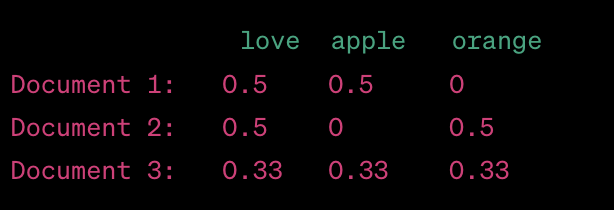 love apple orange
Document 1: 0.5 0.5 0
Document 2: 0.5 0 0.5
Document 3: 0.33 0.33 0.33